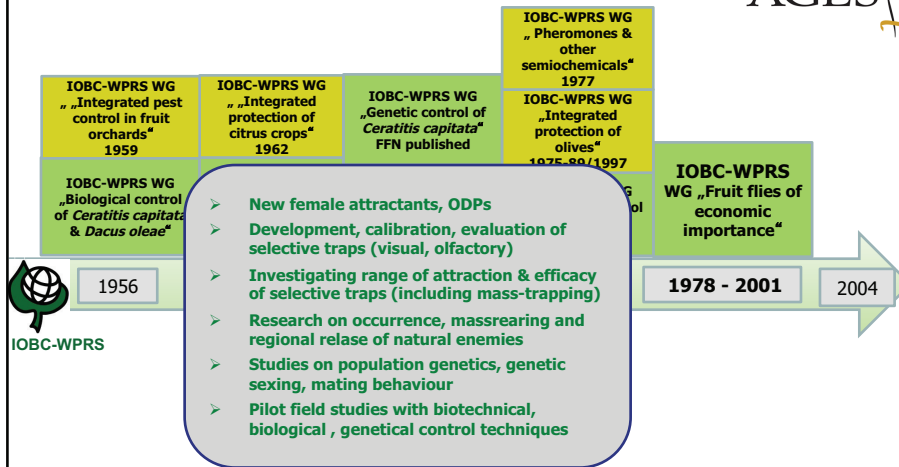 AGES
IOBC-WPRS WG
„ Pheromones &
other
semiochemicals“
1977
IOBC-WPRS WG
„ „Integrated pest
control in fruit
orchards“
1959
IOBC-WPRS WG
„ „Integrated
protection of
citrus crops“
1962
IOBC-WPRS WG
„Genetic control of
Ceratitis capitata“
FFN published
IOBC-WPRS WG
„Integrated
protection of
olives“
1975-89/1997
IOBC-WPRS WG
„Biological control
of Ceratitis capitata
& Dacus oleae“
IOBC-WPRS
WG „Fruit flies of
economic
importance“
➢ New female attractants, ODPs
➢ Development, calibration, evaluation of
selective traps (visual, olfactory)
➢ Investigating range of attraction & efficacy
of selective traps (including mass-trapping)
➢ Research on occurrence, massrearing and
regional relase of natural enemies
➢ Studies on population genetics, genetic
sexing, mating behaviour
➢ Pilot field studies with biotechnical,
biological , genetical control techniques
1956
1978 - 2001
2004
IOBC-WPRS